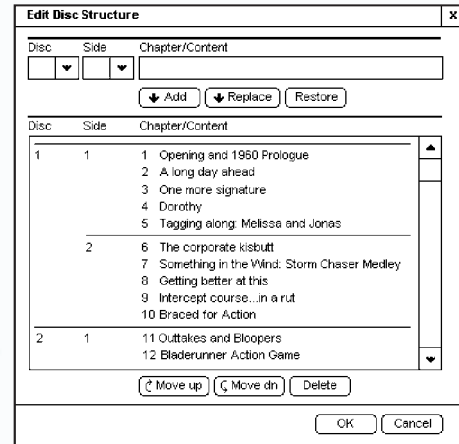 Edit Disc Structure x
Disc Side Chapter/Content
Add Replace Restore
Disc Side Chapter/Content
1 1 1 Opening and 1960 Prologue
2 A long day ahead
3 One more signature
4 Dorothy
5 Tagging along: Melissa and Jonas
2 6 The corporate kisbutt
7 Something in the Wind: Storm Chaser Medley
8 Getting better at this
9 Intercept course...in a rut
10 Braced for Action
2 1 11 Outtakes and Bloopers
12 Bladerunner Action Game
Move up Move dn Delete
OK Cancel